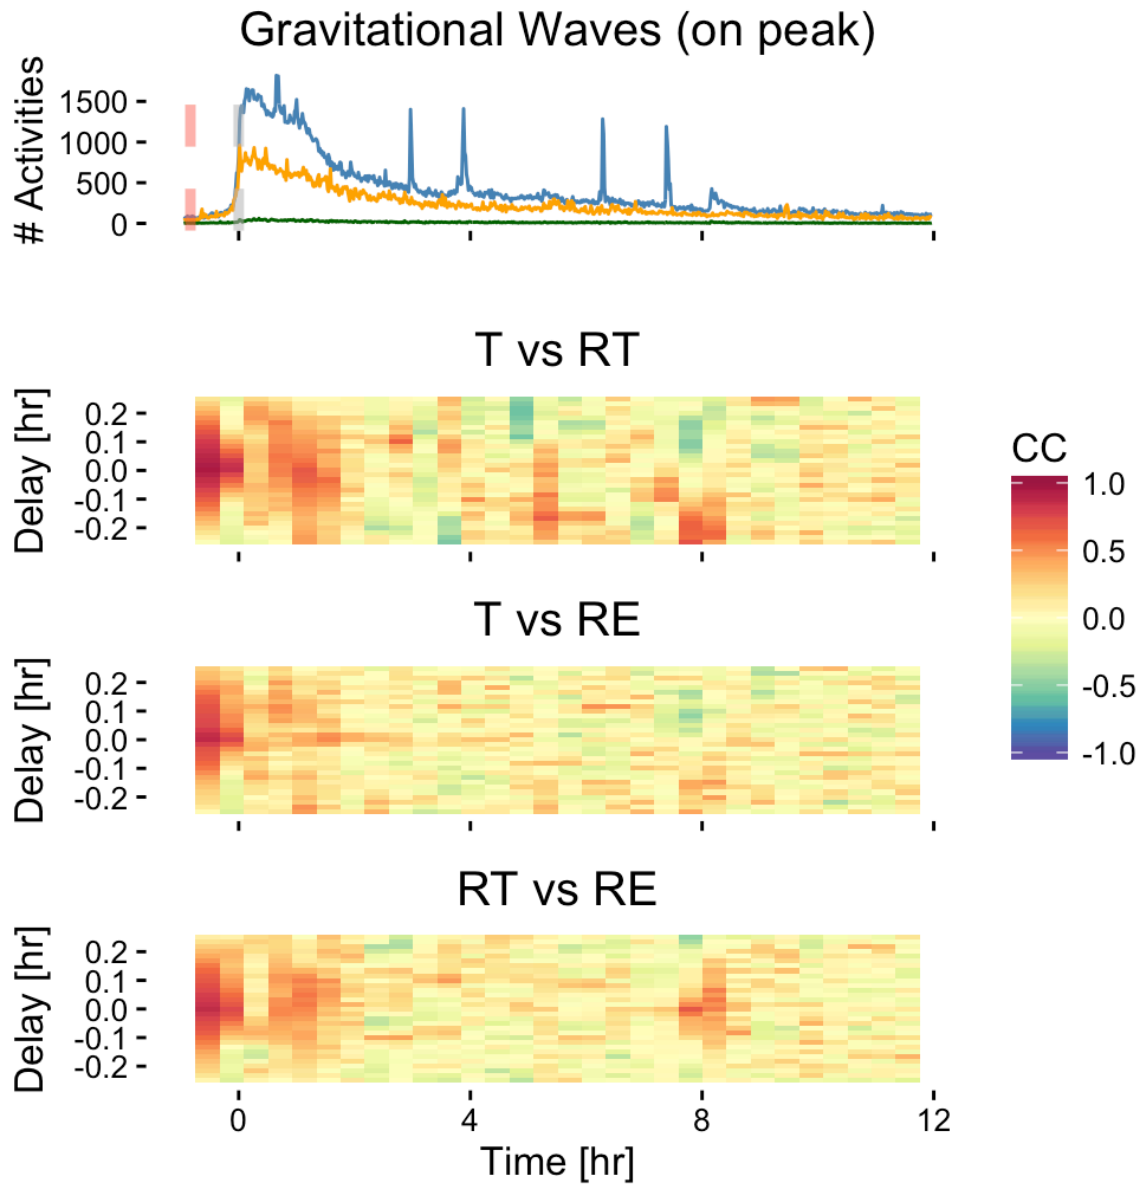 Gravitational Waves (on peak)
# Activities
1500
1000
500
0
T vs RT
Delay [hr]
0.2
0.1
0.0
-0.1
-0.2
T vs RE
Delay [hr]
0.2
0.1
0.0
-0.1
-0.2
RT vs RE
Delay [hr]
0.2
0.1
0.0
-0.1
-0.2
0 4 8 12
Time [hr]
CC
1.0
0.5
0.0
-0.5
-1.0